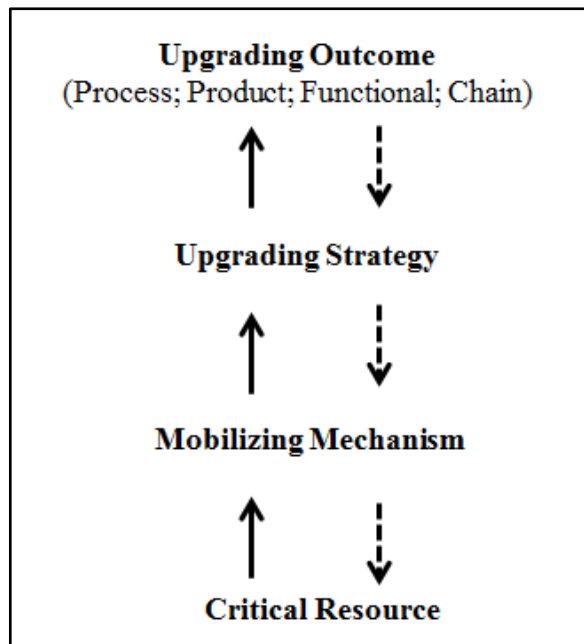 Upgrading Outcome
(Process; Product; Functional; Chain)
Upgrading Strategy
Mobilizing Mechanism
Critical Resource